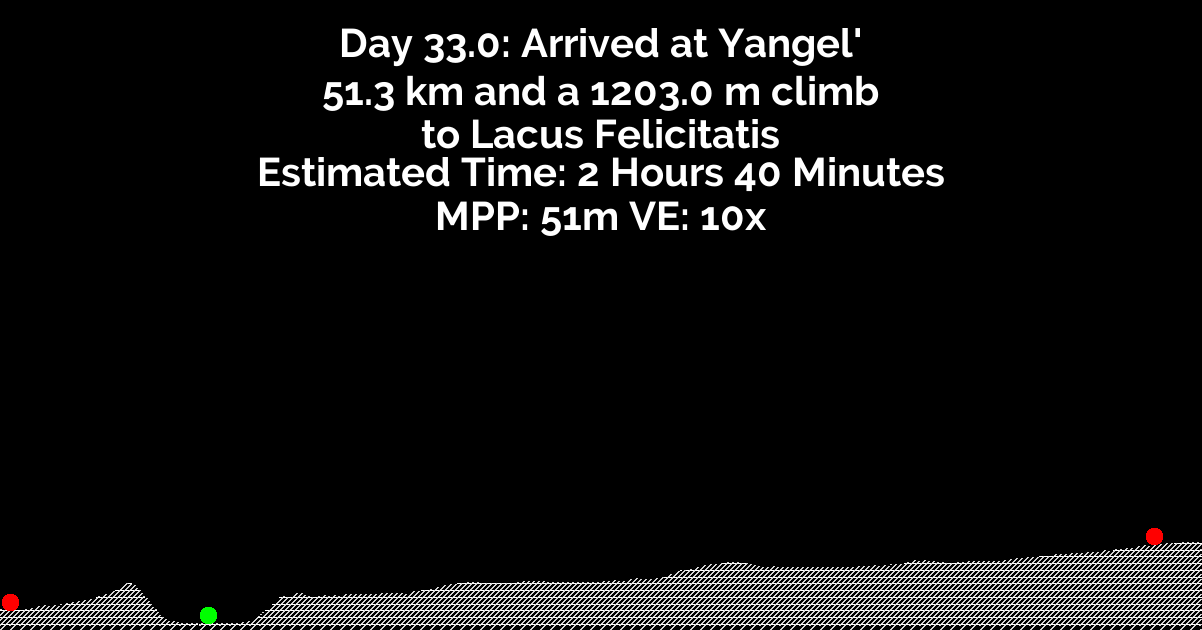 Day 33.0: Arrived at Yangel'
51.3 km and a 1203.0 m climb
to Lacus Felicitatis
Estimated Time: 2 Hours 40 Minutes
MPP: 51m VE: 10x